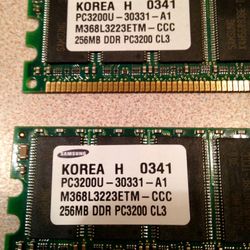 KOREA H 0341
PC3200U-30331-A1
M368L3223ETM-CCC
256MB DDR PC3200 CL3
SAMSUNG
KOREA H 0341
PC3200U-30331-A1
M368L3223ETM-CCC
256MB DDR PC3200 CL3